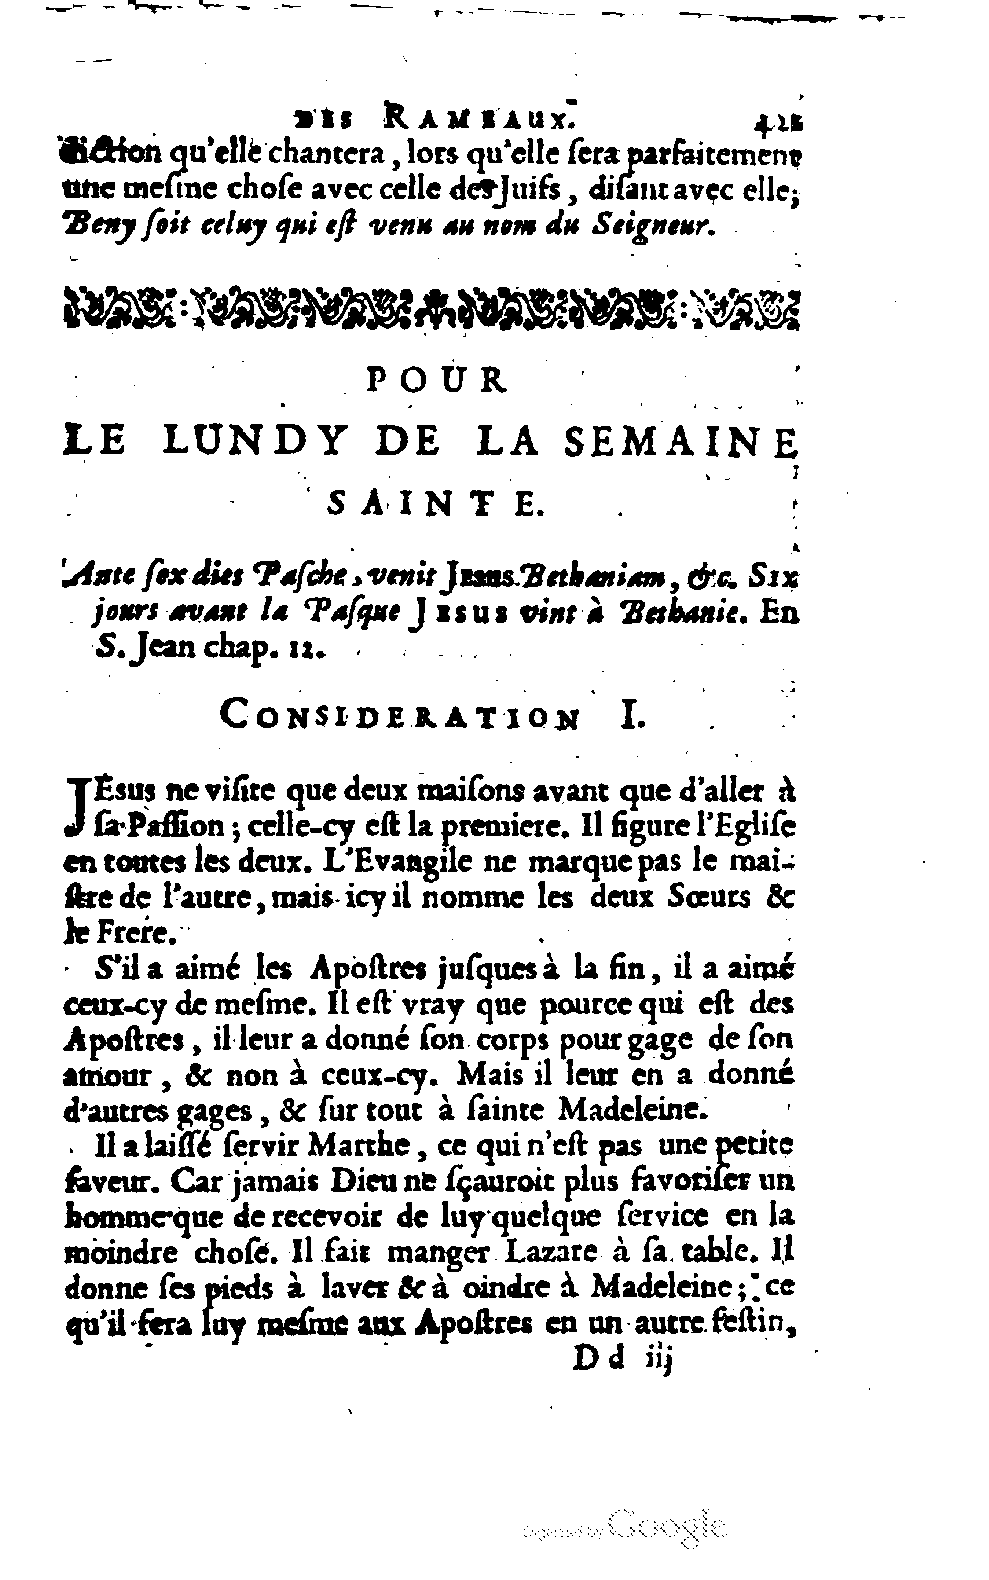 DES RAMEAUX. 421
diction qu'elle chantera, lors qu'elle ſera parfaitement
une meſme choſe avec celle des Juifs, diſant avec elle;
Beny ſoit celuy qui eſt venu au nom du Seigneur.
POUR
LE LUNDY DE LA SEMAINE
SAINTE.
Ante ſex dies Paſche, venit JESUS Bethaniam, &c. SIX
jours avant la Paſque JESUS vint à Bethanie. En
S. Jean chap. 12.
CONSIDERATION I.
JEsus ne viſite que deux maiſons avant que d'aller à
ſa Paſſion; celle-cy eſt la premiere. Il figure l'Egliſe
en toutes les deux. L'Evangile ne marque pas le mai-
ſtre de l'autre, mais icy il nomme les deux Sœurs &
le Frere.
S'il a aimé les Apoſtres juſques à la fin, il a aimé
ceux-cy de meſme. Il eſt vray que pource qui eſt des
Apoſtres, il leur a donné ſon corps pour gage de ſon
amour, & non à ceux-cy. Mais il leur en a donné
d'autres gages, & ſur tout à ſainte Madeleine.
Il a laiſſé ſervir Marthe, ce qui n'eſt pas une petite
faveur. Car jamais Dieu ne ſçauroit plus favoriſer un
homme que de recevoir de luy quelque ſervice en la
moindre choſe. Il fait manger Lazare à ſa table. Il
donne ſes pieds à laver & à oindre à Madeleine; ce
qu'il fera luy meſme aux Apoſtres en un autre feſtin,
D d iij
Digitized by Google